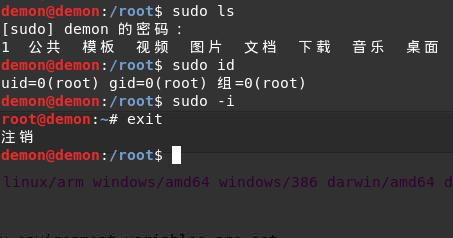 demon@demon:/root$ sudo ls
[sudo] demon 的密码：
1 公共 模板 视频 图片 文档 下载 音乐 桌面
demon@demon:/root$ sudo id
uid=0(root) gid=0(root) 组=0(root)
demon@demon:/root$ sudo -i
root@demon:~# exit
注销
demon@demon:/root$
linux/arm windows/amd64 windows/386 darwin/amd64 d